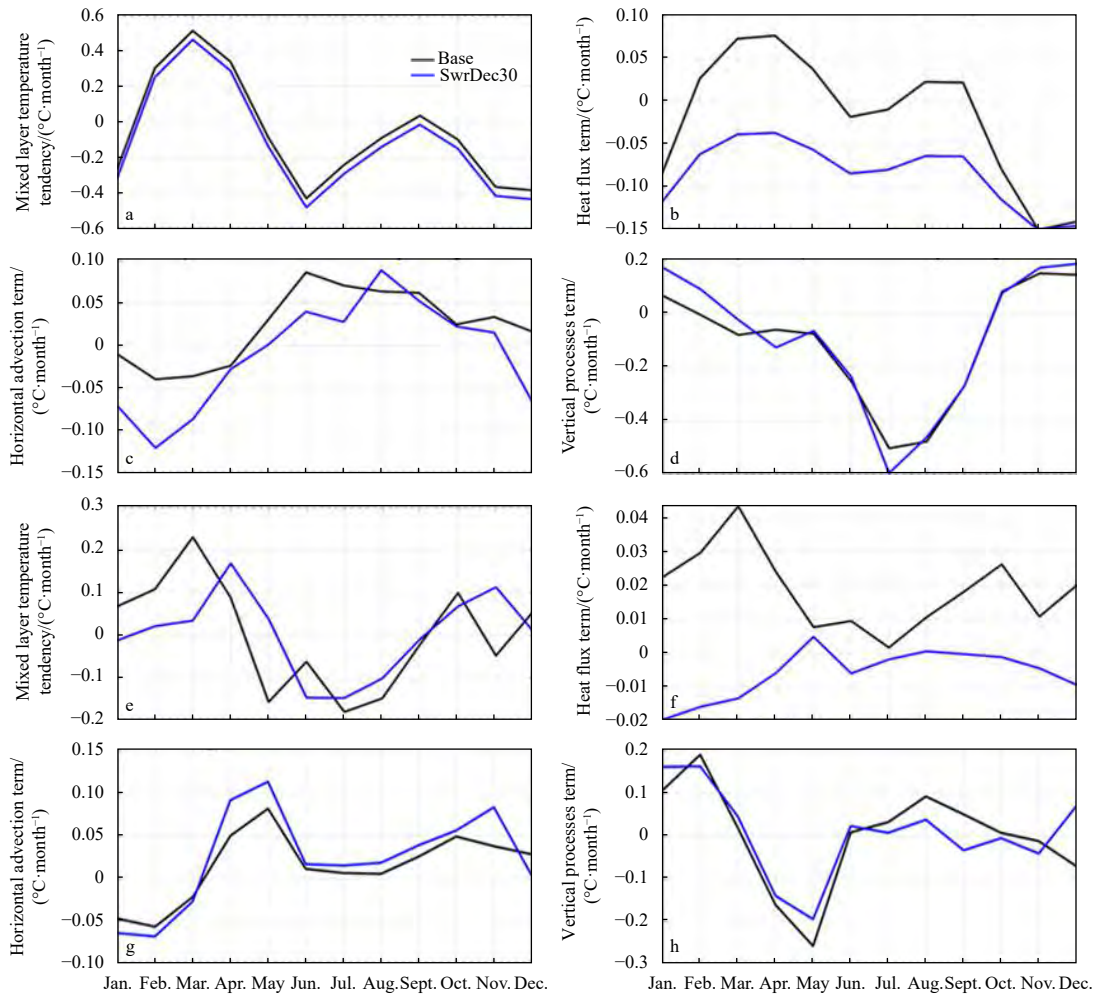 Mixed layer temperature
tendency/(°C·month⁻¹)
0.6
0.4
0.2
0
−0.2
−0.4
−0.6
Base
SwrDec30
a
Heat flux term/(°C·month⁻¹)
0.10
0.05
0
−0.05
−0.10
−0.15
b
Horizontal advection term/
(°C·month⁻¹)
0.10
0.05
0
−0.05
−0.10
−0.15
c
Vertical processes term/
(°C·month⁻¹)
0.2
0
−0.2
−0.4
−0.6
d
Mixed layer temperature
tendency/(°C·month⁻¹)
0.3
0.2
0.1
0
−0.1
−0.2
e
Heat flux term/(°C·month⁻¹)
0.04
0.03
0.02
0.01
0
−0.01
−0.02
f
Horizontal advection term/
(°C·month⁻¹)
0.15
0.10
0.05
0
−0.05
−0.10
g
Jan. Feb. Mar. Apr. May Jun. Jul. Aug. Sept. Oct. Nov. Dec.
Vertical processes term/
(°C·month⁻¹)
0.2
0.1
0
−0.1
−0.2
−0.3
h
Jan. Feb. Mar. Apr. May Jun. Jul. Aug. Sept. Oct. Nov. Dec.